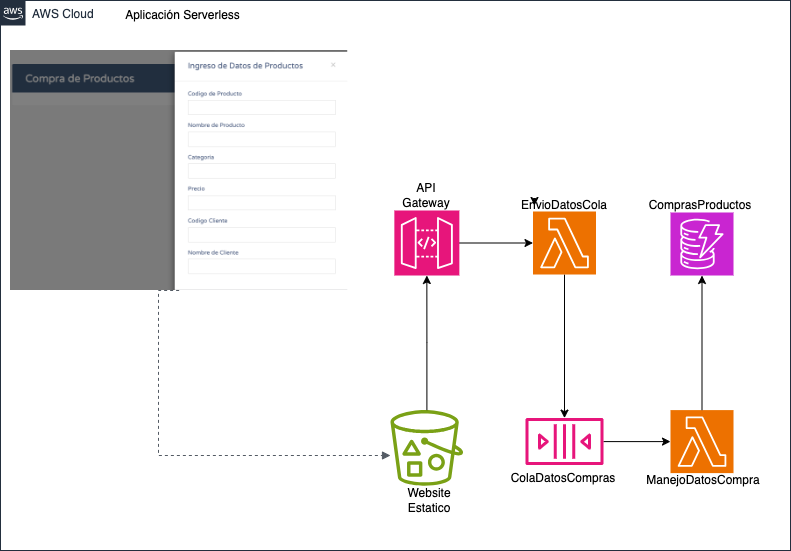 aws
AWS Cloud
Aplicación Serverless
Compra de Productos
Ingreso de Datos de Productos
×
Codigo de Producto
Nombre de Producto
Categoria
Precio
Codigo Cliente
Nombre de Cliente
API
Gateway
</>
EnvioDatosCola
ComprasProductos
ColaDatosCompras
ManejoDatosCompra
Website
Estatico